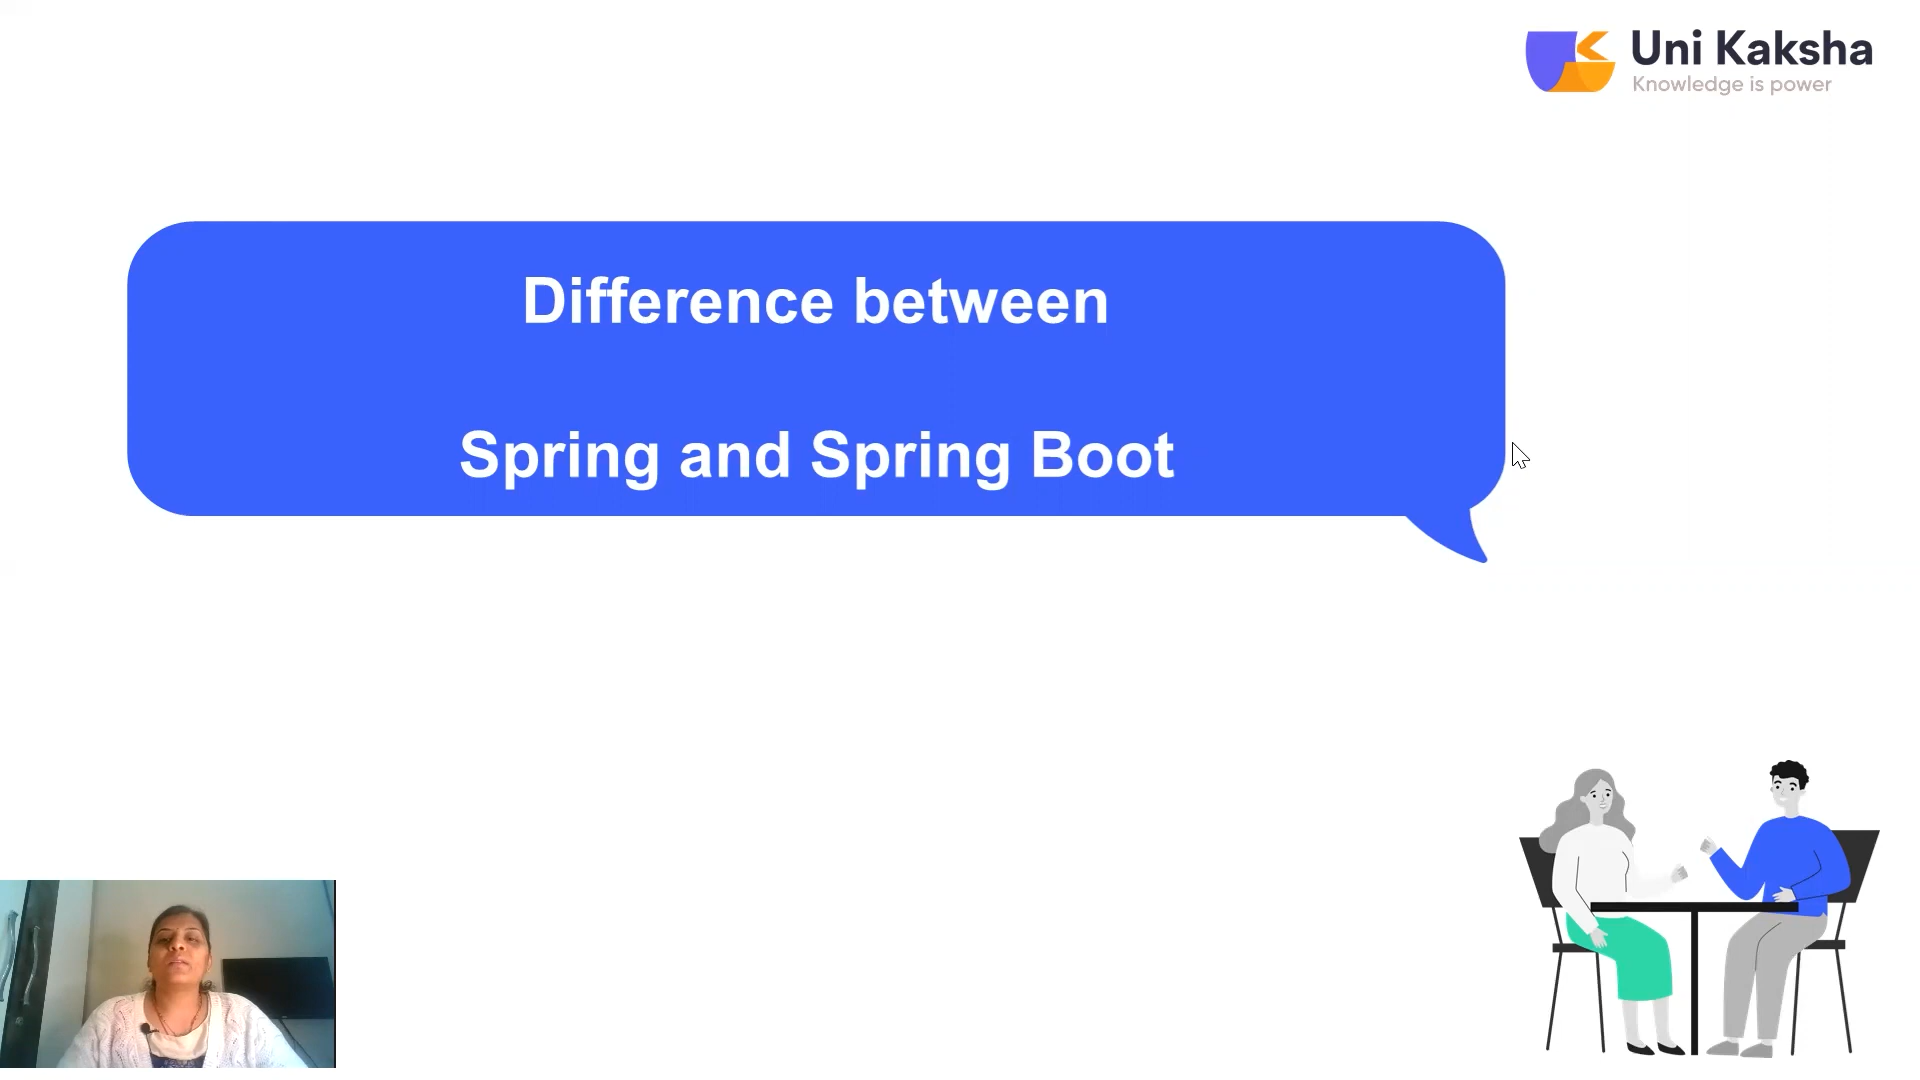 Uni Kaksha
Knowledge is power
Difference between
Spring and Spring Boot